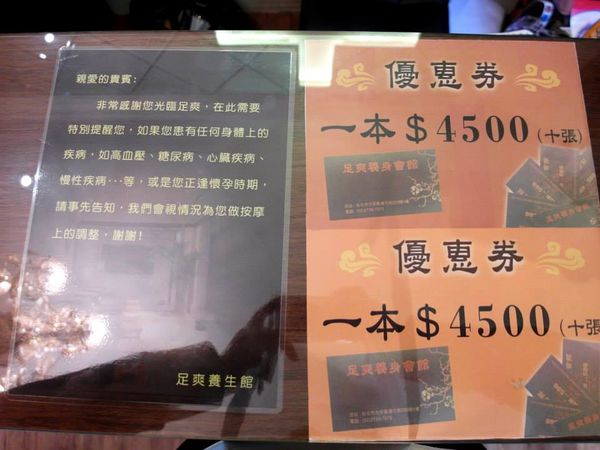 親愛的貴賓:
非常感謝您光臨足爽,在此需要
特別提醒您,如果您患有任何身體上的
疾病,如高血壓、糖尿病、心臟疾病、
慢性疾病…等,或是您正逢懷孕時期,
請事先告知,我們會視情況為您做按摩
上的調整,謝謝!
足爽養生館
優惠券
一本$4500(十張)
足爽養身會館
優惠券
一本$4500(十張
足爽養身會館